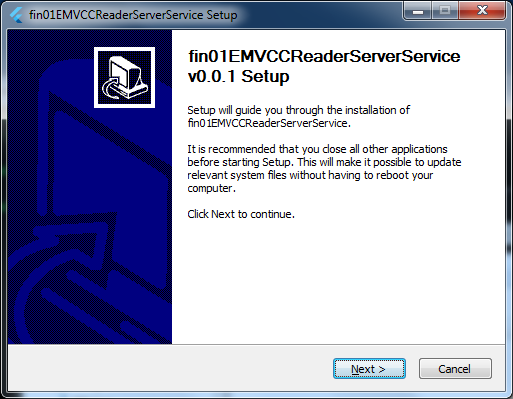 fin01EMVCCReaderServerService Setup
fin01EMVCCReaderServerService
v0.0.1 Setup
Setup will guide you through the installation of
fin01EMVCCReaderServerService.
It is recommended that you close all other applications
before starting Setup. This will make it possible to update
relevant system files without having to reboot your
computer.
Click Next to continue.
Next >
Cancel